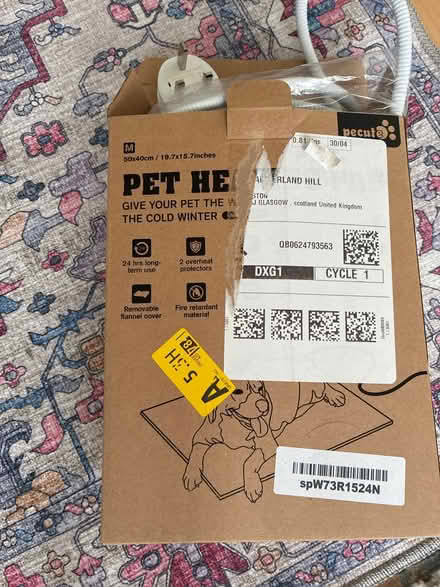 pecute
M
50x40cm / 19.7x15.7inches
PET HE
GIVE YOUR PET THE W
THE COLD WINTER
24 hrs long-
term use
2 overheat
protectors
Removable
flannel cover
Fire retardant
material
30/04
ERLAND HILL
GLASGOW, scotland United Kingdom
QB0624793563
DXG1
CYCLE 1
A
5
H
spW73R1524N